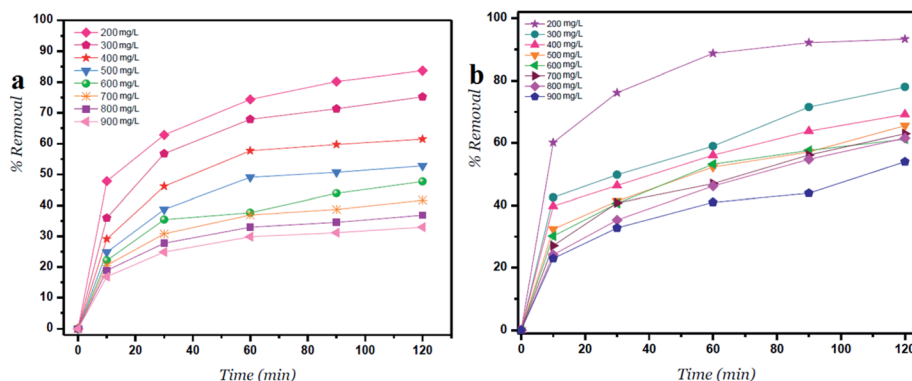 a
% Removal
100
90
80
70
60
50
40
30
20
10
0
200 mg/L
300 mg/L
400 mg/L
500 mg/L
600 mg/L
700 mg/L
800 mg/L
900 mg/L
0 20 40 60 80 100 120
Time (min)
b
% Removal
100
80
60
40
20
0
200 mg/L
300 mg/L
400 mg/L
500 mg/L
600 mg/L
700 mg/L
800 mg/L
900 mg/L
0 20 40 60 80 100 120
Time (min)